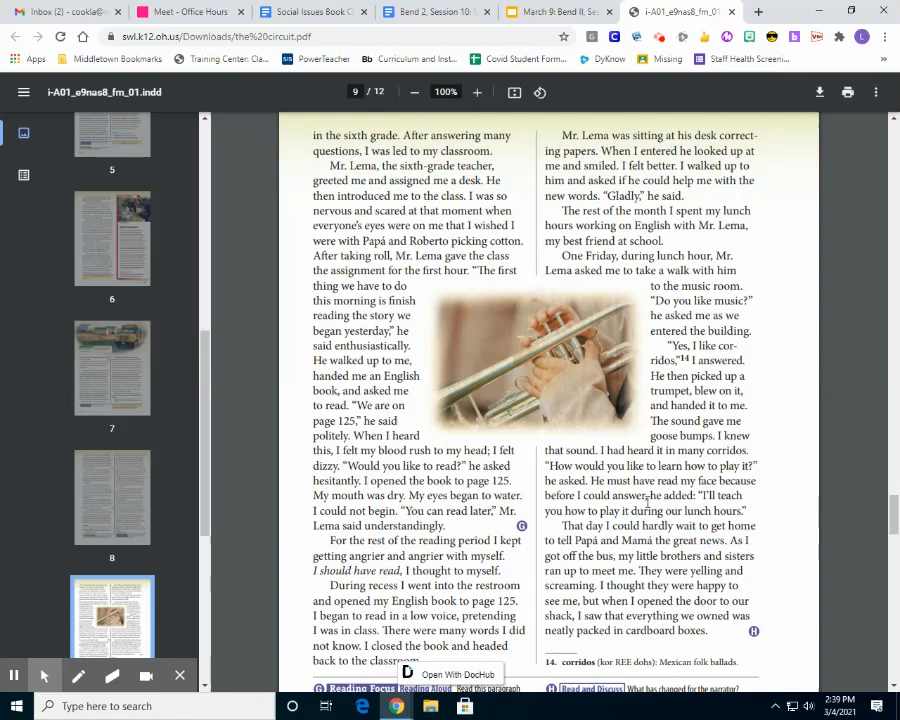 Inbox (2) - cookla@
Meet - Office Hours
Social Issues Book C
Bend 2, Session 10: L
March 9: Bend II, Se
i-A01_e9nas8_fm_01
swl.k12.oh.us/Downloads/the%20circuit.pdf
Apps
Middletown Bookmarks
Training Center: Cla...
SIS PowerTeacher
Bb Curriculum and Inst...
Covid Student Form...
DyKnow
Missing
Staff Health Screeni...
i-A01_e9nas8_fm_01.indd
9 / 12
100%
5
6
7
8
in the sixth grade. After answering many
questions, I was led to my classroom.
Mr. Lema, the sixth-grade teacher,
greeted me and assigned me a desk. He
then introduced me to the class. I was so
nervous and scared at that moment when
everyone's eyes were on me that I wished I
were with Papá and Roberto picking cotton.
After taking roll, Mr. Lema gave the class
the assignment for the first hour. "The first
thing we have to do
this morning is finish
reading the story we
began yesterday," he
said enthusiastically.
He walked up to me,
handed me an English
book, and asked me
to read. "We are on
page 125," he said
politely. When I heard
this, I felt my blood rush to my head; I felt
dizzy. "Would you like to read?" he asked
hesitantly. I opened the book to page 125.
My mouth was dry. My eyes began to water.
I could not begin. "You can read later," Mr.
Lema said understandingly.
G
For the rest of the reading period I kept
getting angrier and angrier with myself.
I should have read, I thought to myself.
During recess I went into the restroom
and opened my English book to page 125.
I began to read in a low voice, pretending
I was in class. There were many words I did
not know. I closed the book and headed
back to the classroom.
Mr. Lema was sitting at his desk correct-
ing papers. When I entered he looked up at
me and smiled. I felt better. I walked up to
him and asked if he could help me with the
new words. "Gladly," he said.
The rest of the month I spent my lunch
hours working on English with Mr. Lema,
my best friend at school.
One Friday, during lunch hour, Mr.
Lema asked me to take a walk with him
to the music room.
"Do you like music?"
he asked me as we
entered the building.
"Yes, I like cor-
ridos,"14 I answered.
He then picked up a
trumpet, blew on it,
and handed it to me.
The sound gave me
goose bumps. I knew
that sound. I had heard it in many corridos.
"How would you like to learn how to play it?"
he asked. He must have read my face because
before I could answer, he added: "I'll teach
you how to play it during our lunch hours."
That day I could hardly wait to get home
to tell Papá and Mamá the great news. As I
got off the bus, my little brothers and sisters
ran up to meet me. They were yelling and
screaming. I thought they were happy to
see me, but when I opened the door to our
shack, I saw that everything we owned was
neatly packed in cardboard boxes.
H
14. corridos (kor REE dohs): Mexican folk ballads.
G Reading Focus Reading Aloud Read this paragraph
H Read and Discuss What has changed for the narrator?
Open With DocHub
Type here to search
2:39 PM
3/4/2021